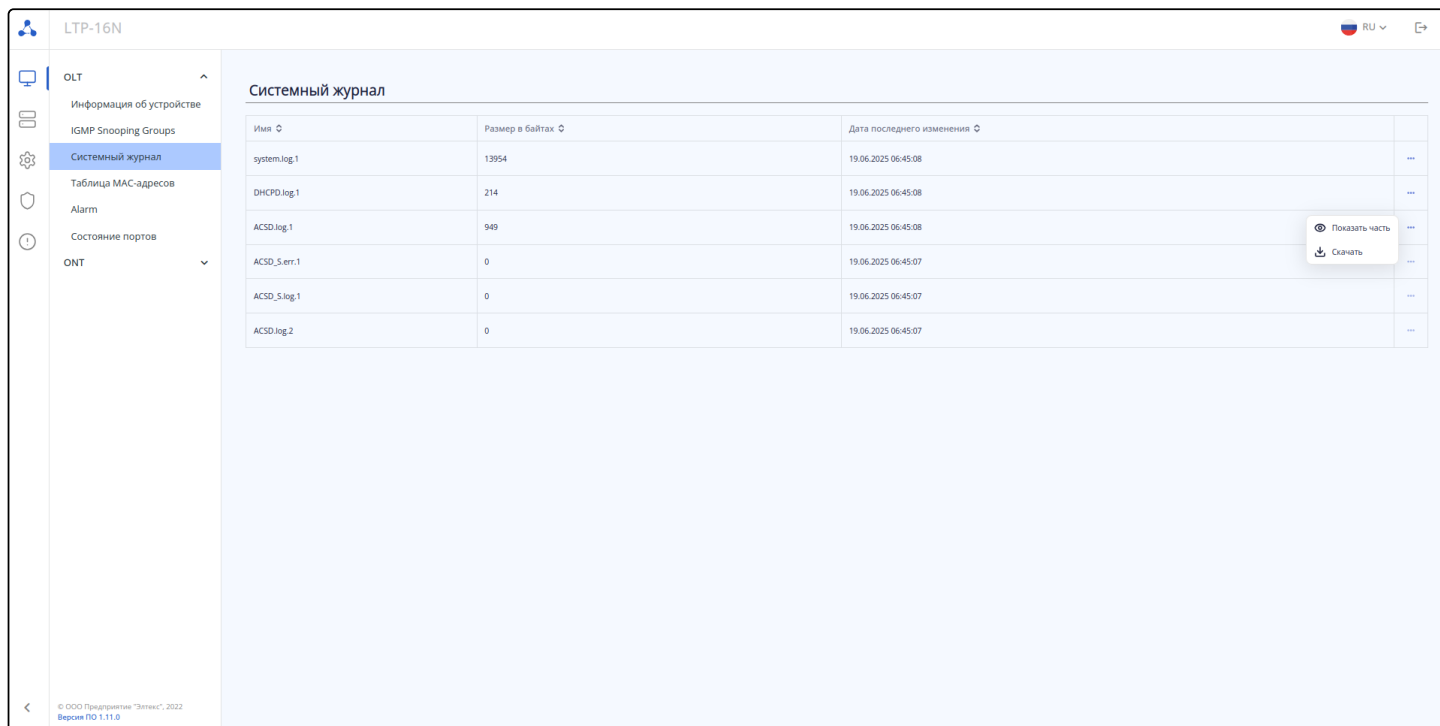 LTP-16N
RU
OLT
Информация об устройстве
IGMP Snooping Groups
Системный журнал
Таблица MAC-адресов
Alarm
Состояние портов
ONT
Системный журнал
Имя Размер в байтах Дата последнего изменения
system.log.1 13954 19.06.2025 06:45:08
DHCPD.log.1 214 19.06.2025 06:45:08
ACSD.log.1 949 19.06.2025 06:45:08
Показать часть
Скачать
ACSD_S.err.1 0 19.06.2025 06:45:07
ACSD_S.log.1 0 19.06.2025 06:45:07
ACSD.log.2 0 19.06.2025 06:45:07
© ООО Предприятие "Элтекс", 2022
Версия ПО 1.11.0